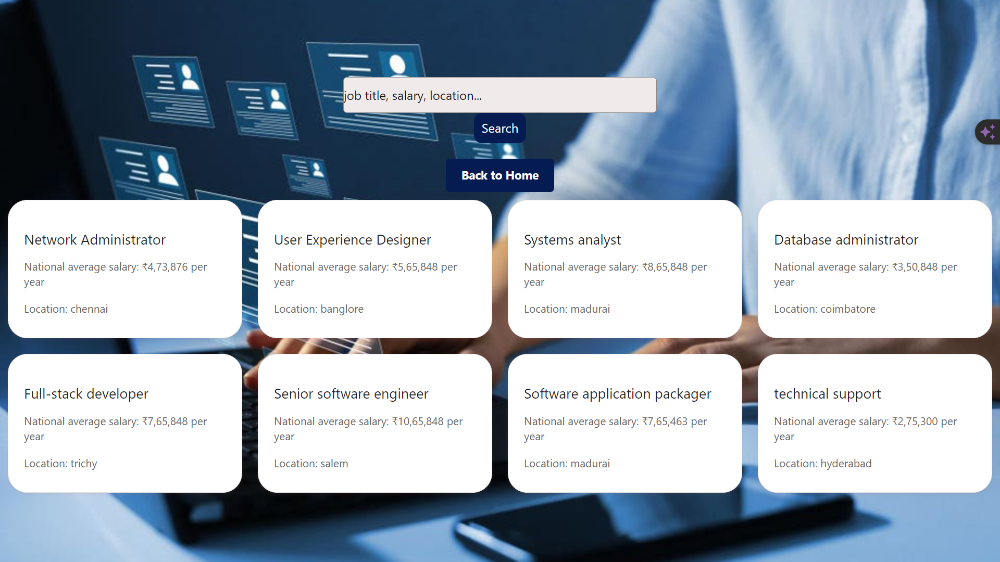 job title, salary, location...
Search
Back to Home
Network Administrator
National average salary: ₹4,73,876 per
year
Location: chennai
User Experience Designer
National average salary: ₹5,65,848 per
year
Location: banglore
Systems analyst
National average salary: ₹8,65,848 per
year
Location: madurai
Database administrator
National average salary: ₹3,50,848 per
year
Location: coimbatore
Full-stack developer
National average salary: ₹7,65,848 per
year
Location: trichy
Senior software engineer
National average salary: ₹10,65,848 per
year
Location: salem
Software application packager
National average salary: ₹7,65,463 per
year
Location: madurai
technical support
National average salary: ₹2,75,300 per
year
Location: hyderabad